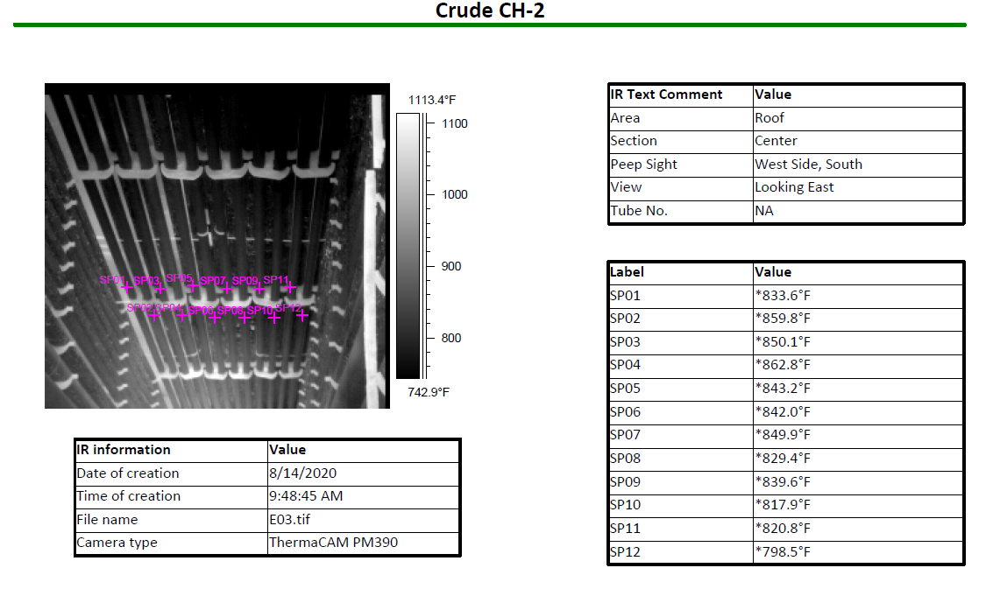 Crude CH-2
1113.4°F
1100
1000
900
800
742.9°F
SP01 SP03 SP05 SP07 SP09 SP11
SP02 SP04 SP06 SP08 SP10 SP12
IR information Value
Date of creation 8/14/2020
Time of creation 9:48:45 AM
File name E03.tif
Camera type ThermaCAM PM390
IR Text Comment Value
Area Roof
Section Center
Peep Sight West Side, South
View Looking East
Tube No. NA
Label Value
SP01 *833.6°F
SP02 *859.8°F
SP03 *850.1°F
SP04 *862.8°F
SP05 *843.2°F
SP06 *842.0°F
SP07 *849.9°F
SP08 *829.4°F
SP09 *839.6°F
SP10 *817.9°F
SP11 *820.8°F
SP12 *798.5°F